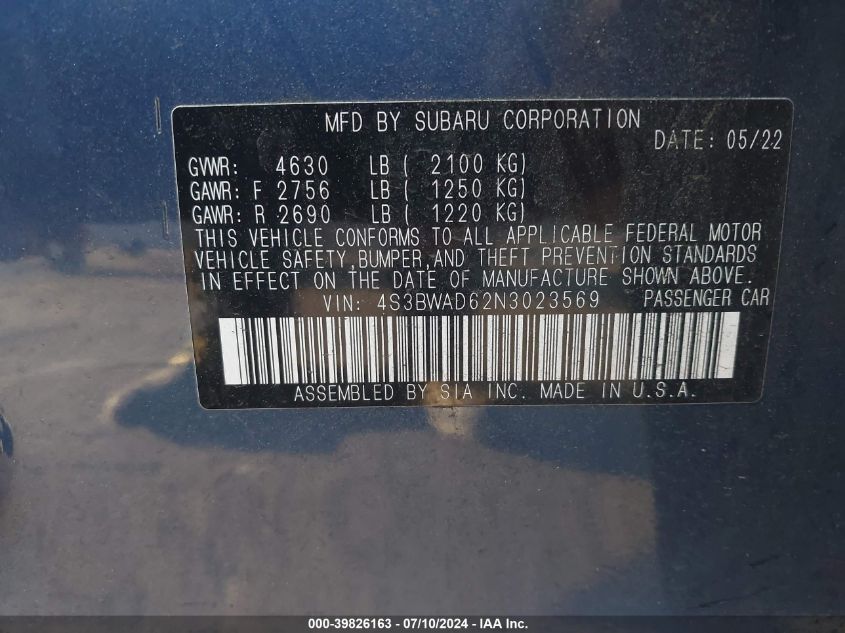 MFD BY SUBARU CORPORATION
DATE: 05/22
GVWR: 4630 LB ( 2100 KG)
GAWR: F 2756 LB ( 1250 KG)
GAWR: R 2690 LB ( 1220 KG)
THIS VEHICLE CONFORMS TO ALL APPLICABLE FEDERAL MOTOR
VEHICLE SAFETY,BUMPER,AND THEFT PREVENTION STANDARDS
IN EFFECT ON THE DATE OF MANUFACTURE SHOWN ABOVE.
VIN: 4S3BWAD62N3023569 PASSENGER CAR
ASSEMBLED BY SIA INC. MADE IN U.S.A.
000-39826163 - 07/10/2024 - IAA Inc.